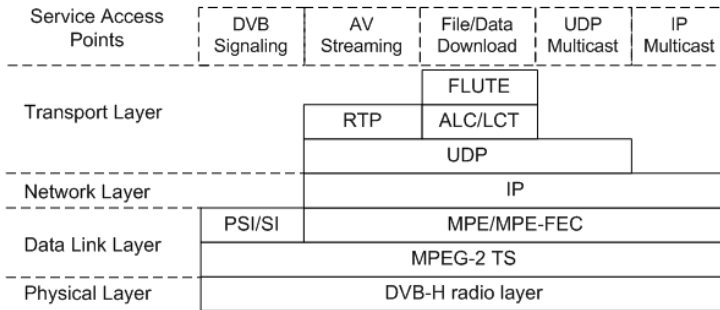 Service Access
Points
DVB
Signaling
AV
Streaming
File/Data
Download
UDP
Multicast
IP
Multicast
Transport Layer
FLUTE
RTP
ALC/LCT
UDP
Network Layer
IP
Data Link Layer
PSI/SI
MPE/MPE-FEC
MPEG-2 TS
Physical Layer
DVB-H radio layer